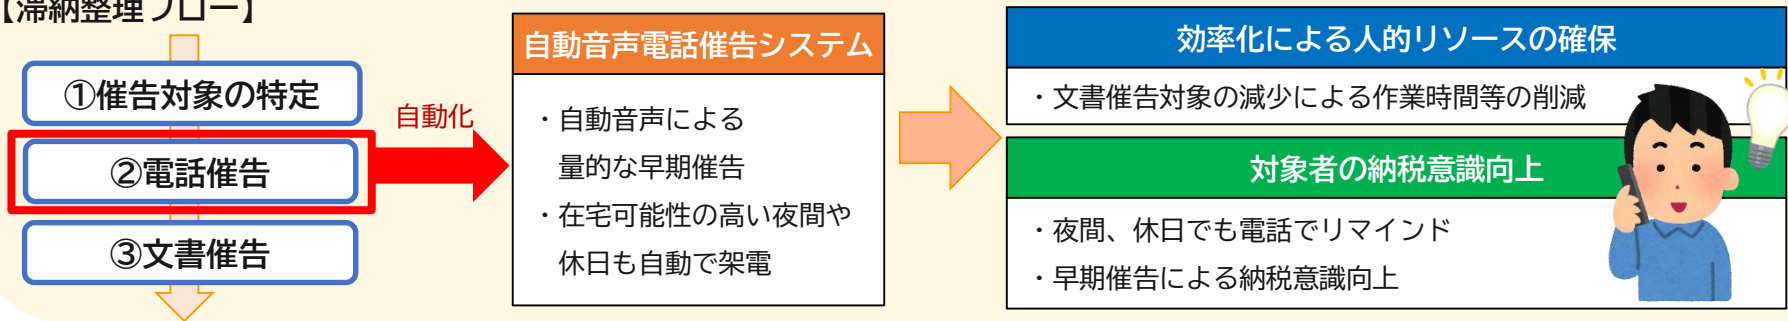 【滞納整理フロー】
①催告対象の特定
②電話催告
③文書催告
自動化
自動音声電話催告システム
・自動音声による
量的な早期催告
・在宅可能性の高い夜間や
休日も自動で架電
効率化による人的リソースの確保
・文書催告対象の減少による作業時間等の削減
対象者の納税意識向上
・夜間、休日でも電話でリマインド
・早期催告による納税意識向上